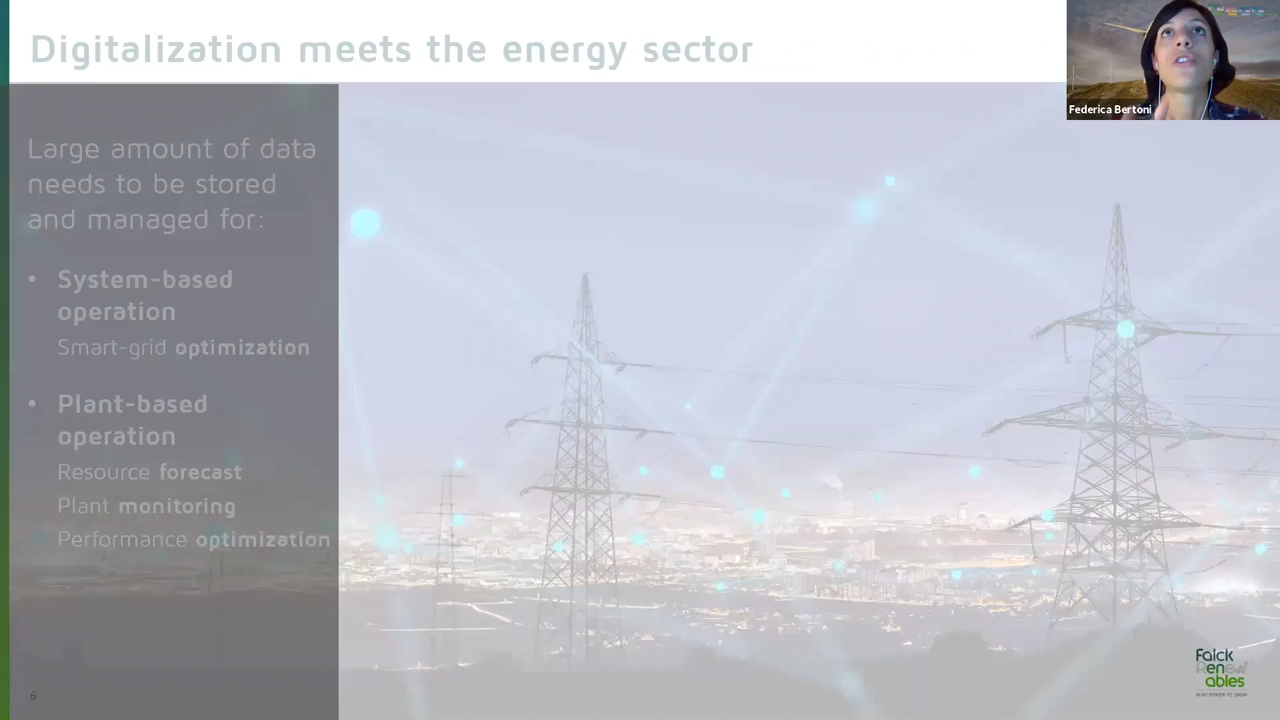 Digitalization meets the energy sector
Federica Bertoni
Large amount of data
needs to be stored
and managed for:
• System-based
operation
Smart-grid optimization
• Plant-based
operation
Resource forecast
Plant monitoring
Performance optimization
6
Falck
Renew
ables